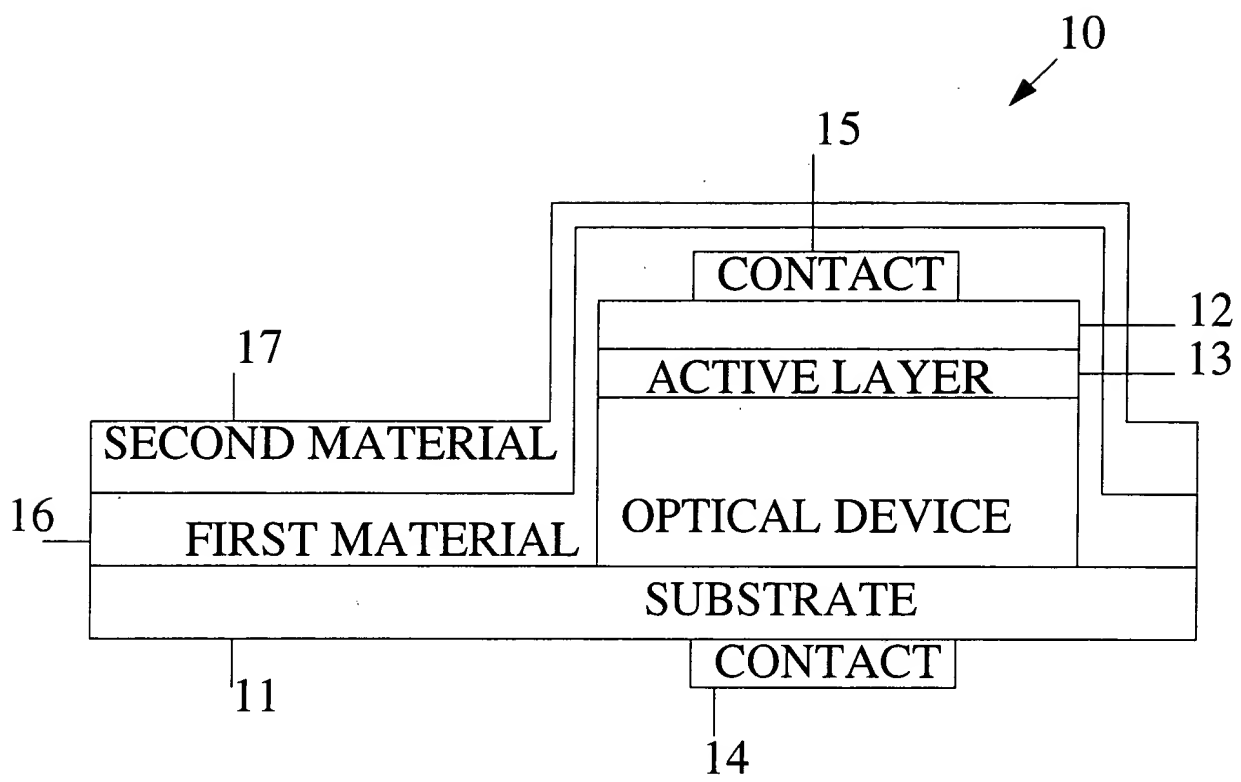 10
15
CONTACT
12
17
13
ACTIVE LAYER
SECOND MATERIAL
16
OPTICAL DEVICE
FIRST MATERIAL
SUBSTRATE
CONTACT
11
14